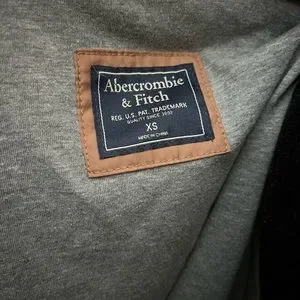 Abercrombie
& Fitch
REG. U.S. PAT. TRADEMARK
QUALITY SINCE 1892
XS
MADE IN CHINA